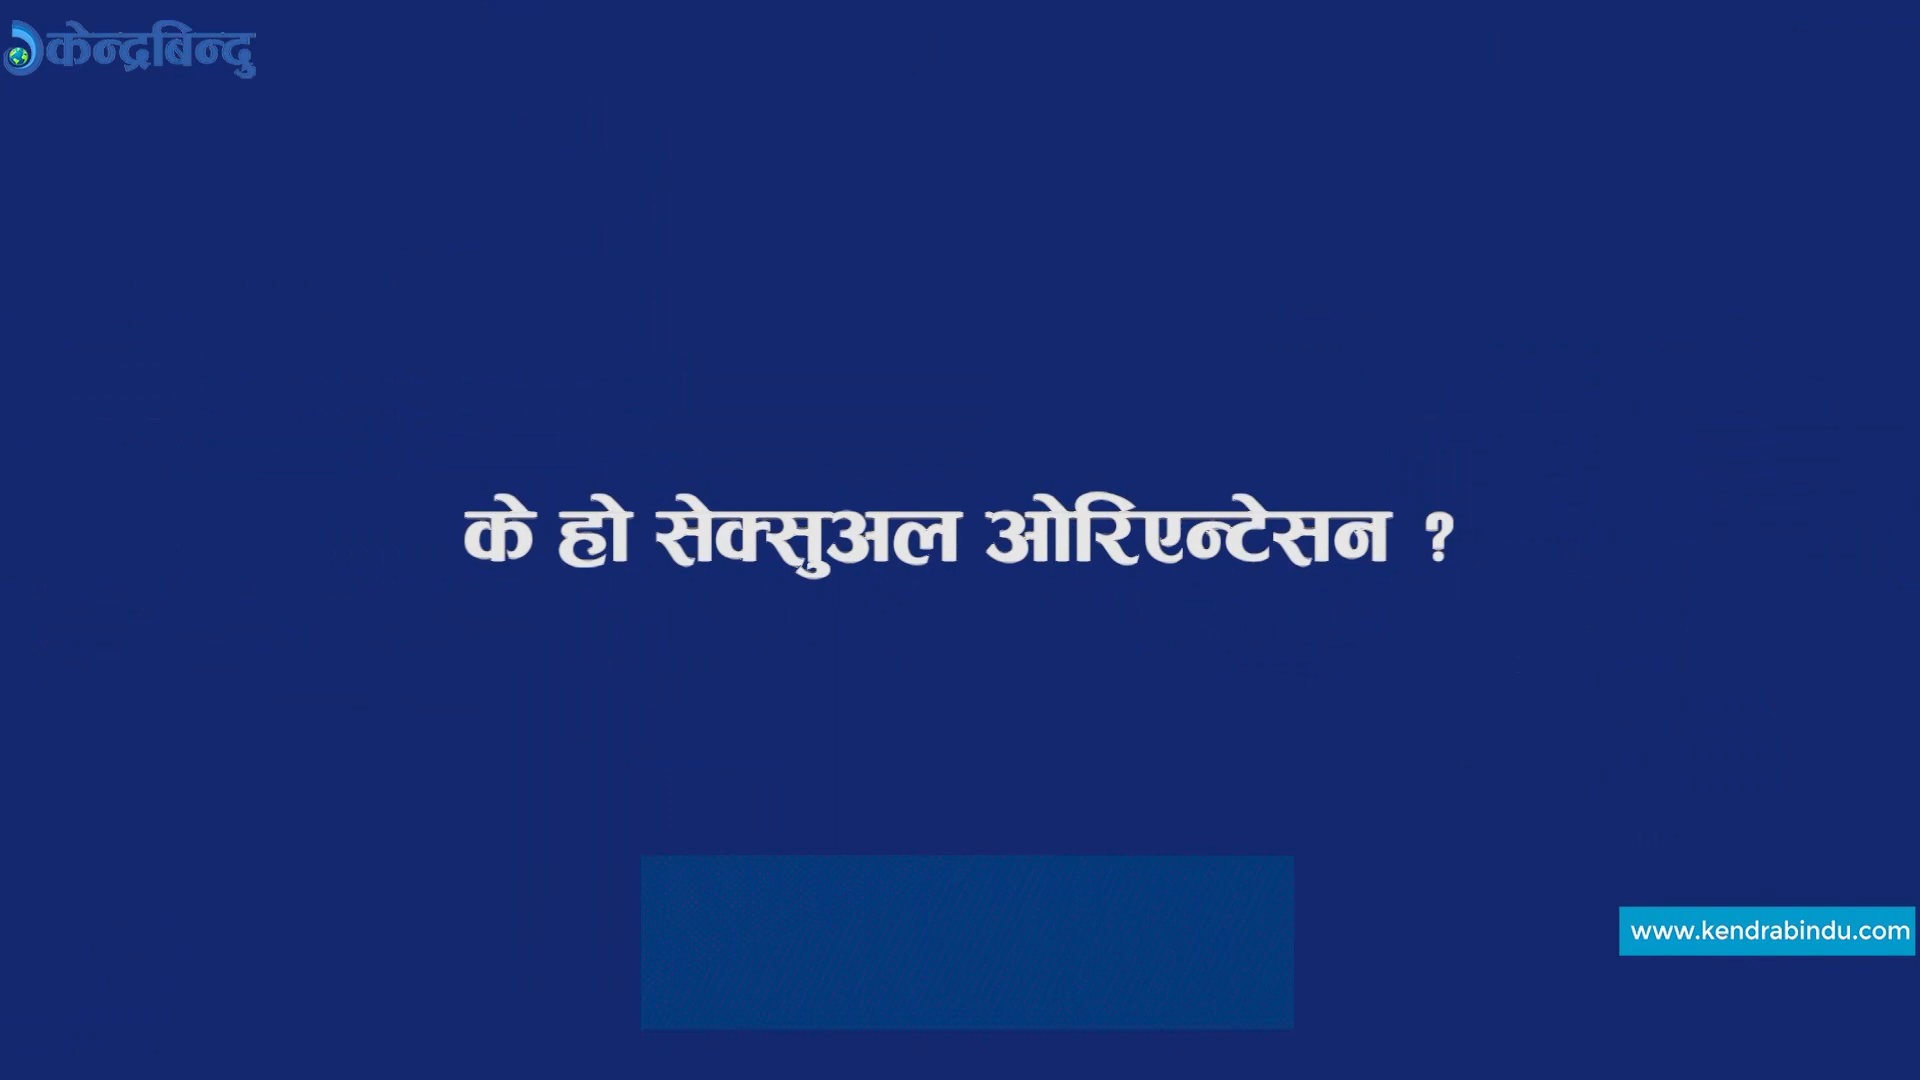 केन्द्रबिन्दु
के हो सेक्सुअल ओरिएन्टेसन ?
www.kendrabindu.com